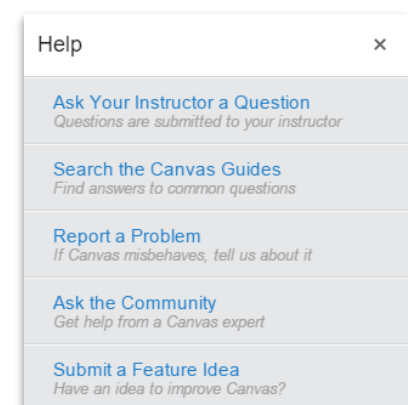 Help ×
Ask Your Instructor a Question
Questions are submitted to your instructor
Search the Canvas Guides
Find answers to common questions
Report a Problem
If Canvas misbehaves, tell us about it
Ask the Community
Get help from a Canvas expert
Submit a Feature Idea
Have an idea to improve Canvas?